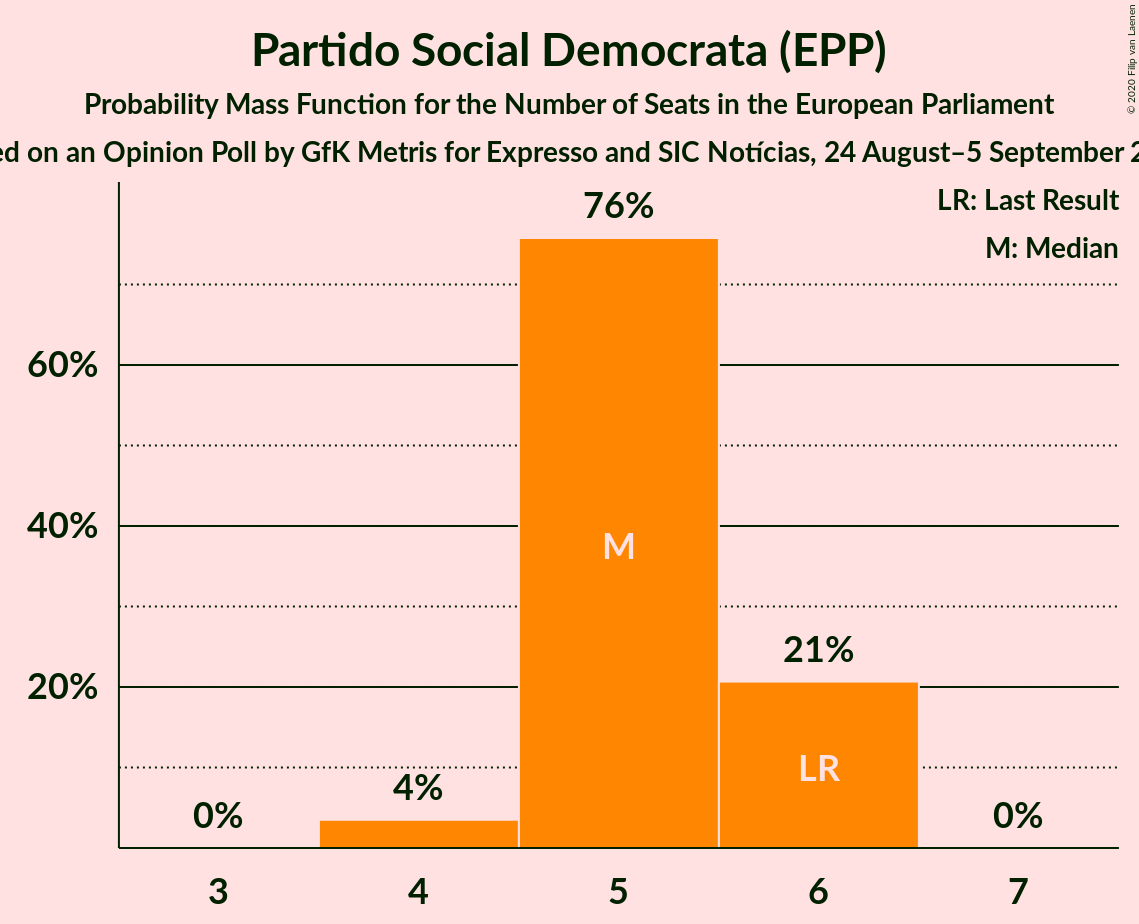 Partido Social Democrata (EPP)
Probability Mass Function for the Number of Seats in the European Parliament
on an Opinion Poll by GfK Metris for Expresso and SIC Notícias, 24 August–5 September
© 2020 Filip van Laenen
LR: Last Result
M: Median
76%
60%
40%
M
21%
20%
LR
4%
0%
0%
3 4 5 6 7